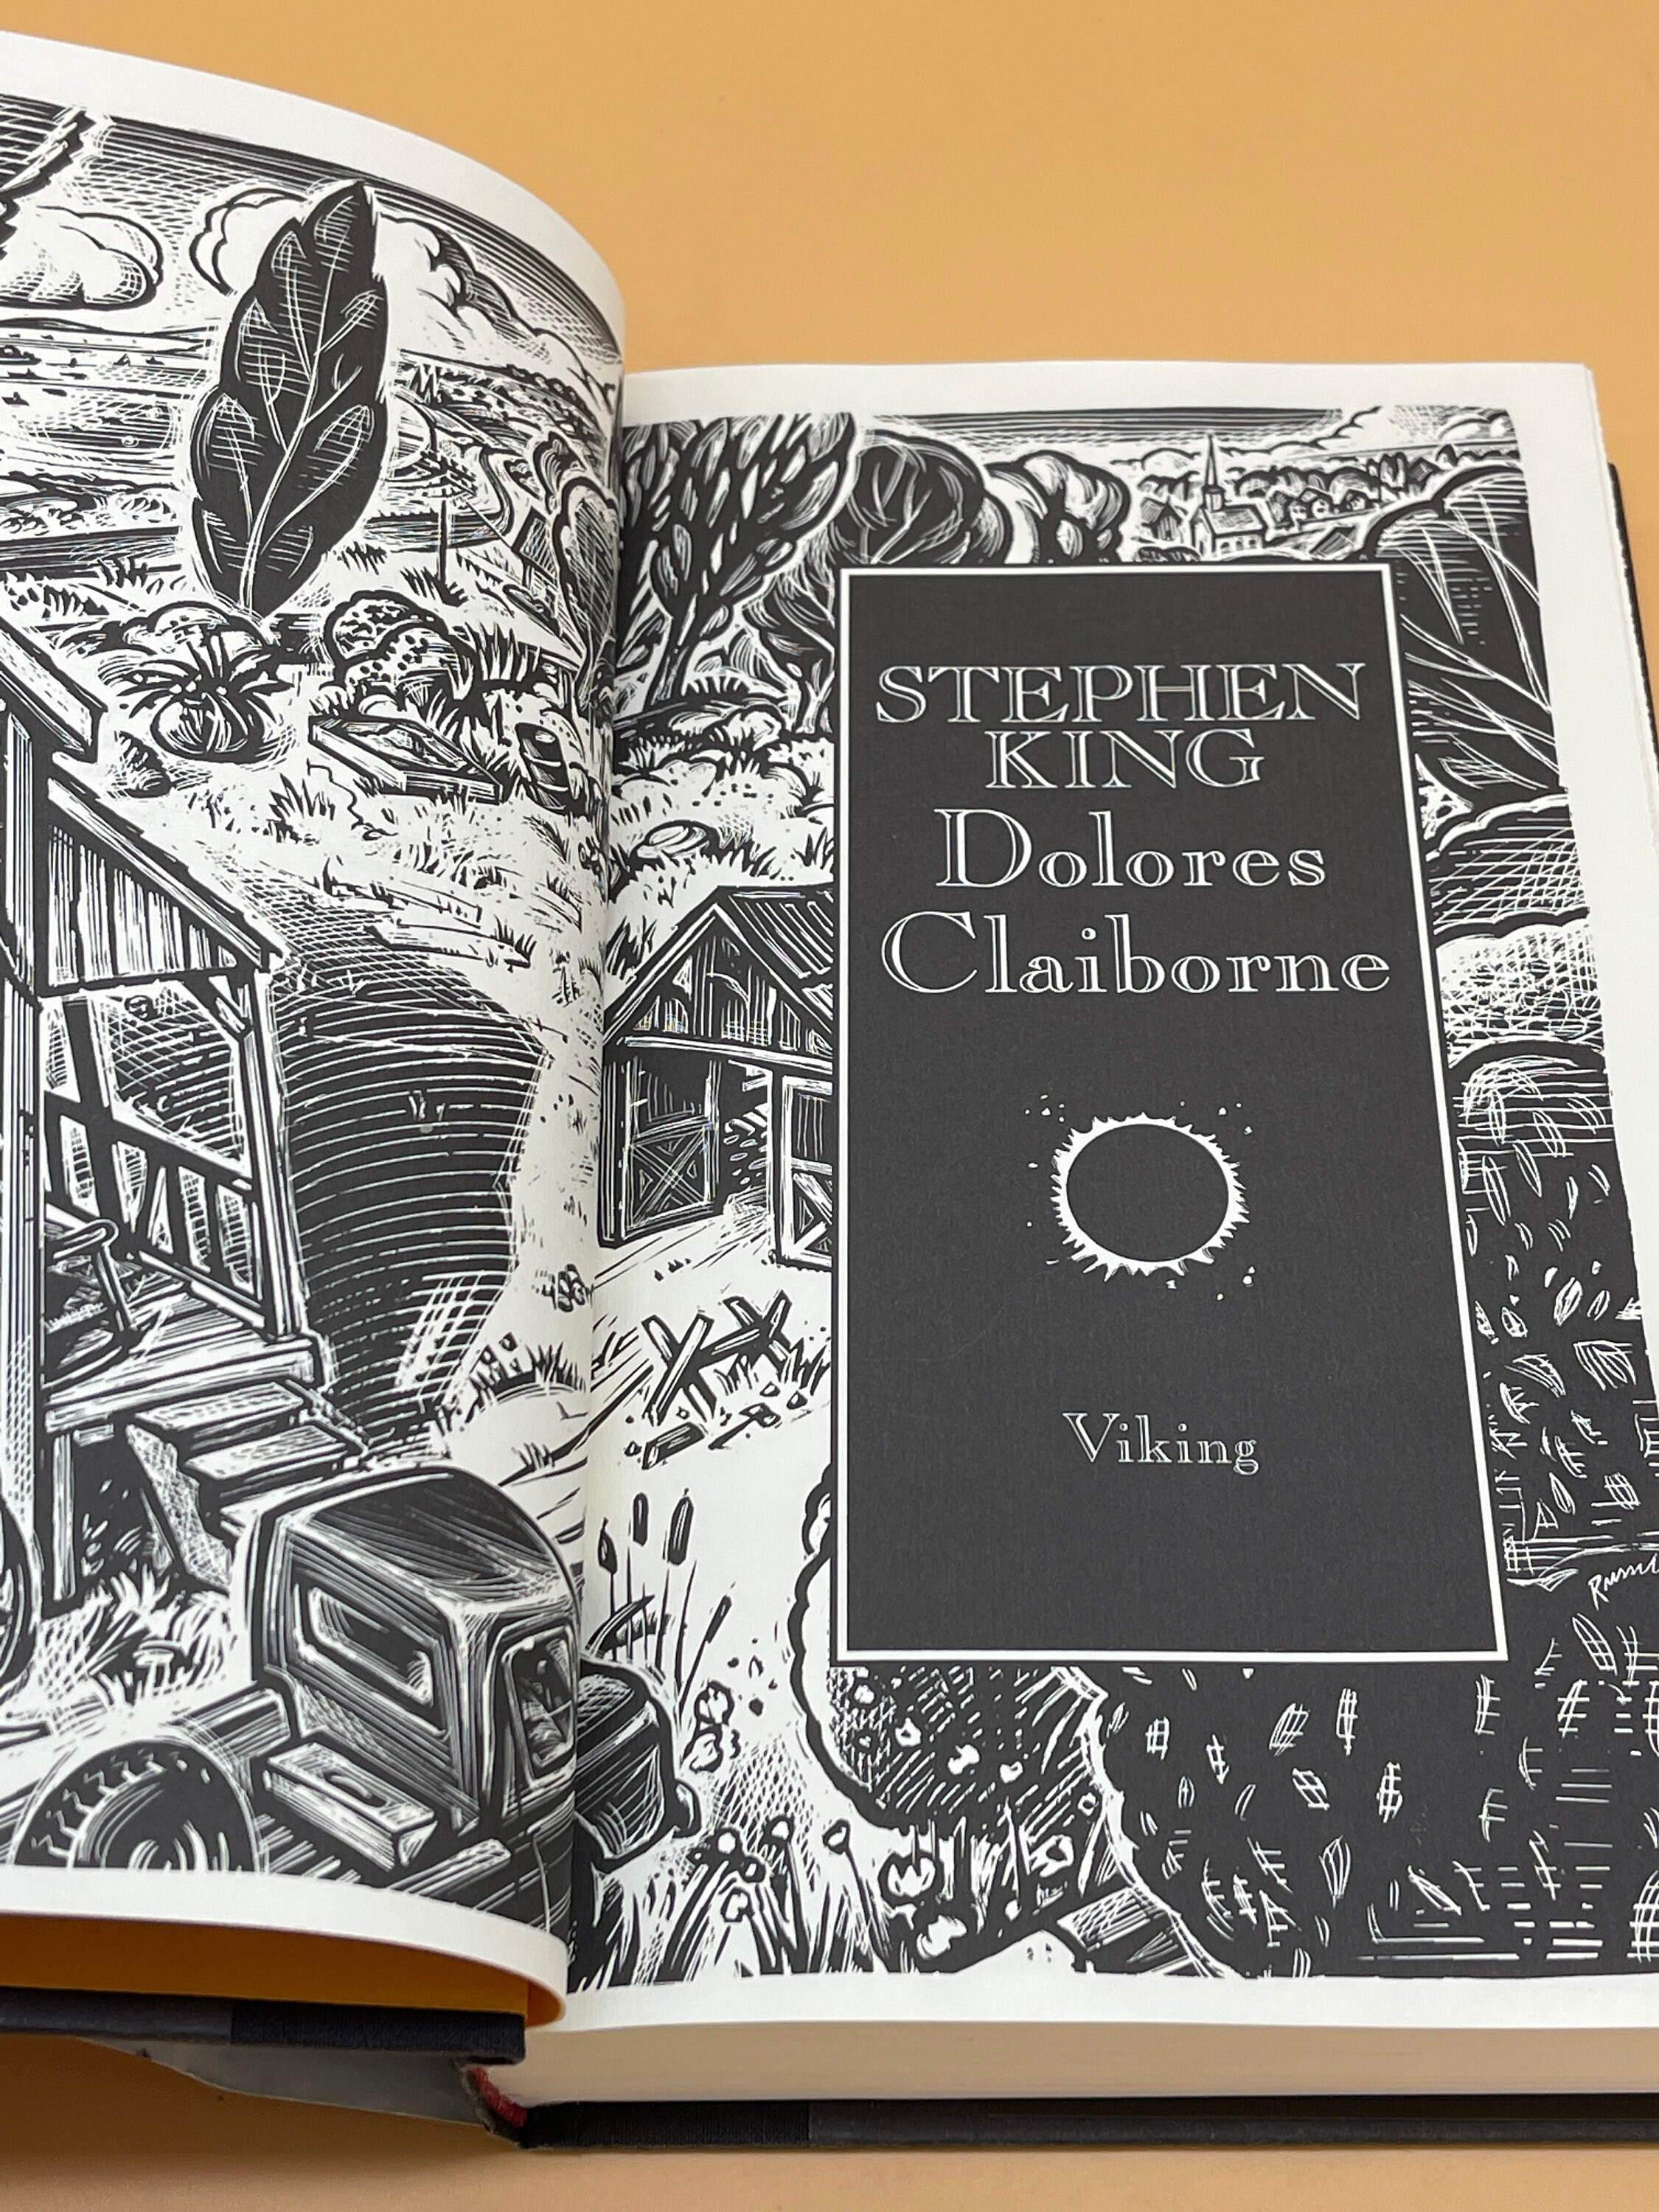 STEPHEN
KING
Dolores
Claiborne
Viking